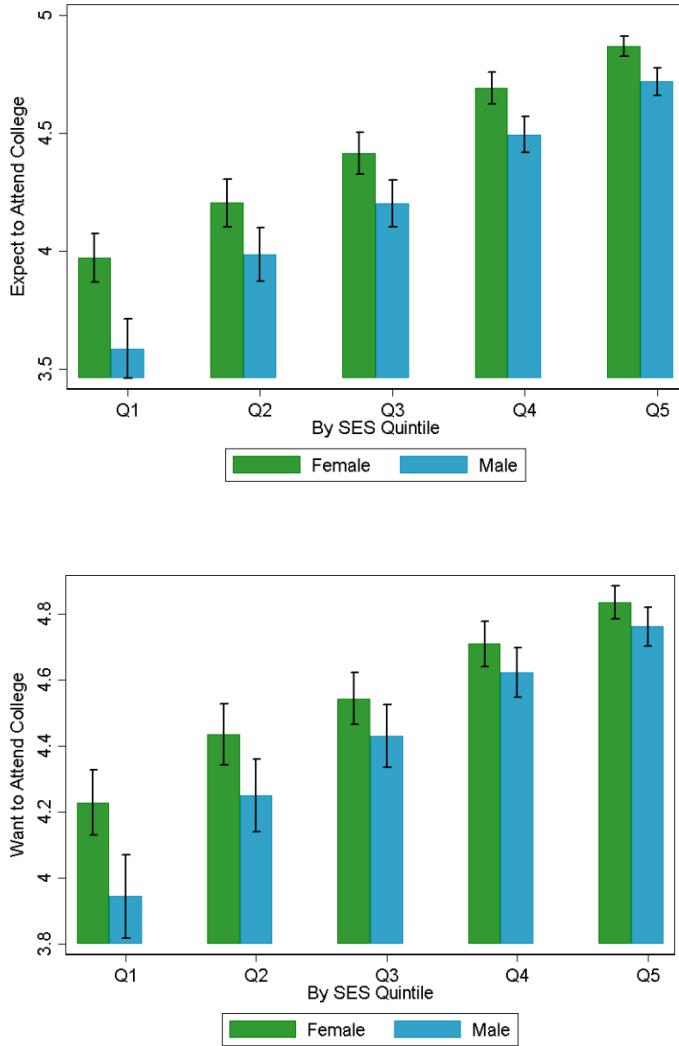 Expect to Attend College
5
4.5
4
3.5
Q1 Q2 Q3 Q4 Q5
By SES Quintile
Female Male
Want to Attend College
4.8
4.6
4.4
4.2
4
3.8
Q1 Q2 Q3 Q4 Q5
By SES Quintile
Female Male